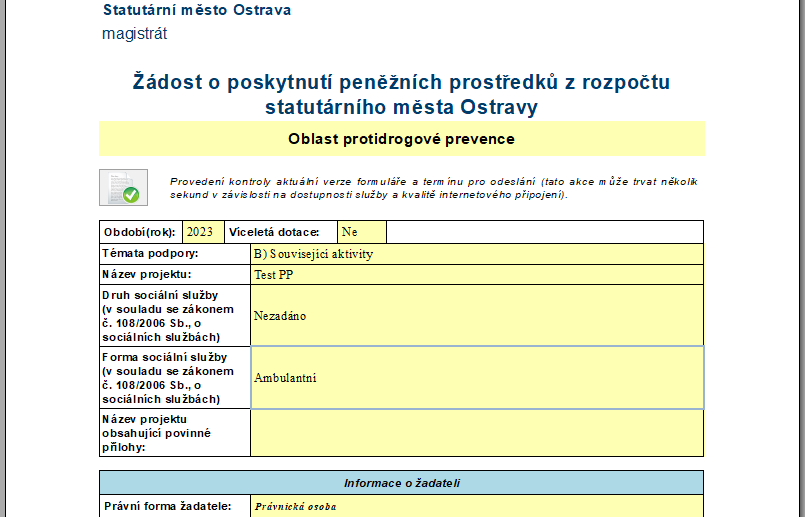 Statutární město Ostrava
magistrát
Žádost o poskytnutí peněžních prostředků z rozpočtu
statutárního města Ostravy
Oblast protidrogové prevence
Provedení kontroly aktuální verze formuláře a termínu pro odeslání (tato akce může trvat několik
sekund v závislosti na dostupnosti služby a kvalitě internetového připojení).
Období(rok): 2023 Víceletá dotace: Ne
Témata podpory: B) Související aktivity
Název projektu: Test PP
Druh sociální služby
(v souladu se zákonem
č. 108/2006 Sb., o
sociálních službách)
Nezadáno
Forma sociální služby
(v souladu se zákonem
č. 108/2006 Sb., o
sociálních službách)
Ambulantní
Název projektu
obsahující povinné
přílohy:
Informace o žadateli
Právní forma žadatele: Právnická osoba